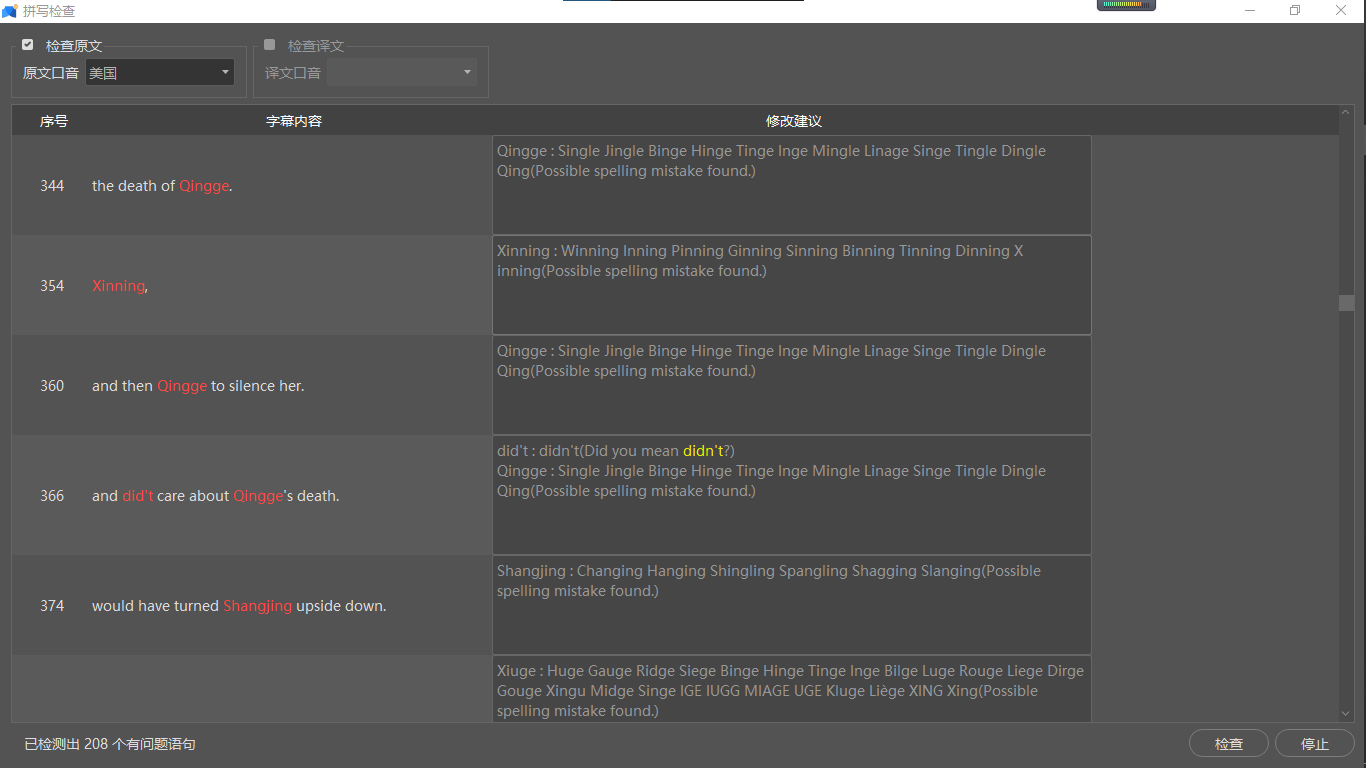 拼写检查
检查原文
检查译文
原文口音 美国
译文口音
序号 字幕内容 修改建议
344 the death of Qingge.
Qingge : Single Jingle Binge Hinge Tinge Inge Mingle Linage Singe Tingle Dingle
Qing(Possible spelling mistake found.)
354 Xinning,
Xinning : Winning Inning Pinning Ginning Sinning Binning Tinning Dinning X
inning(Possible spelling mistake found.)
360 and then Qingge to silence her.
Qingge : Single Jingle Binge Hinge Tinge Inge Mingle Linage Singe Tingle Dingle
Qing(Possible spelling mistake found.)
366 and did't care about Qingge's death.
did't : didn't(Did you mean didn't?)
Qingge : Single Jingle Binge Hinge Tinge Inge Mingle Linage Singe Tingle Dingle
Qing(Possible spelling mistake found.)
374 would have turned Shangjing upside down.
Shangjing : Changing Hanging Shingling Spangling Shagging Slanging(Possible
spelling mistake found.)
Xiuge : Huge Gauge Ridge Siege Binge Hinge Tinge Inge Bilge Luge Rouge Liege Dirge
Gouge Xingu Midge Singe IGE IUGG MIAGE UGE Kluge Liège XING Xing(Possible
spelling mistake found.)
已检测出 208 个有问题语句
检查
停止